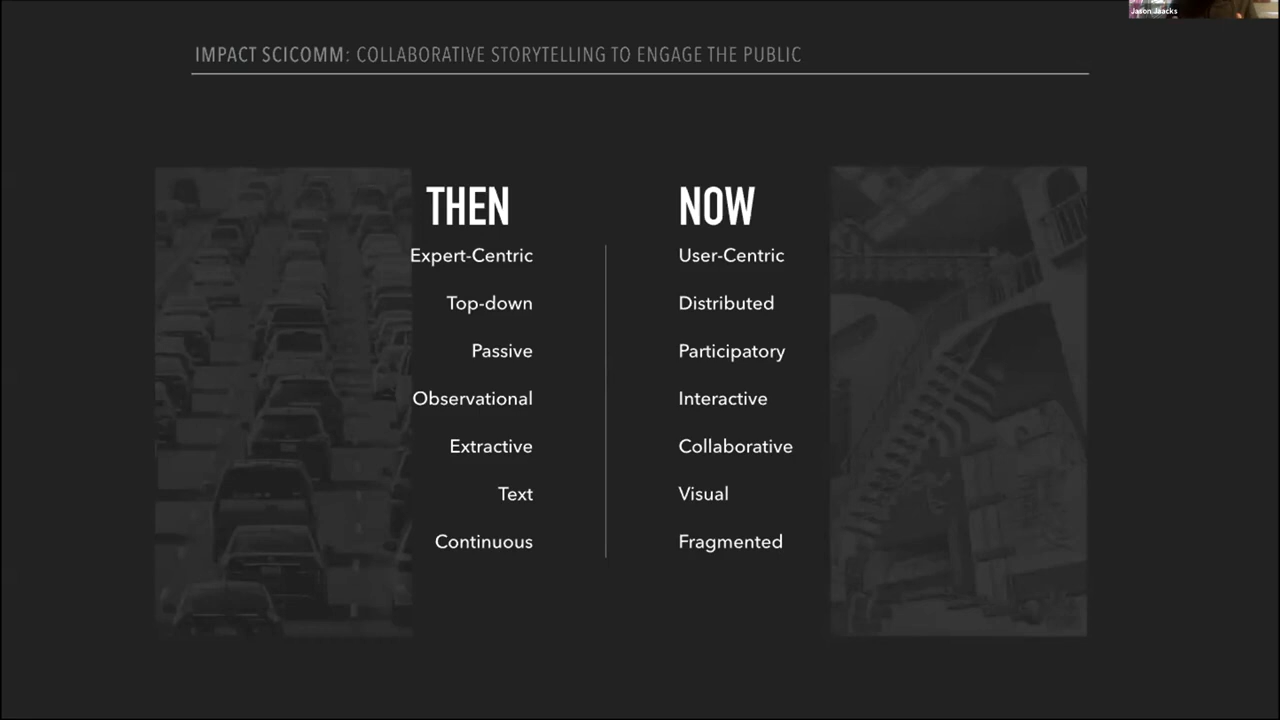 Jason Jaacks
IMPACT SCICOMM: COLLABORATIVE STORYTELLING TO ENGAGE THE PUBLIC
THEN
Expert-Centric
Top-down
Passive
Observational
Extractive
Text
Continuous
NOW
User-Centric
Distributed
Participatory
Interactive
Collaborative
Visual
Fragmented